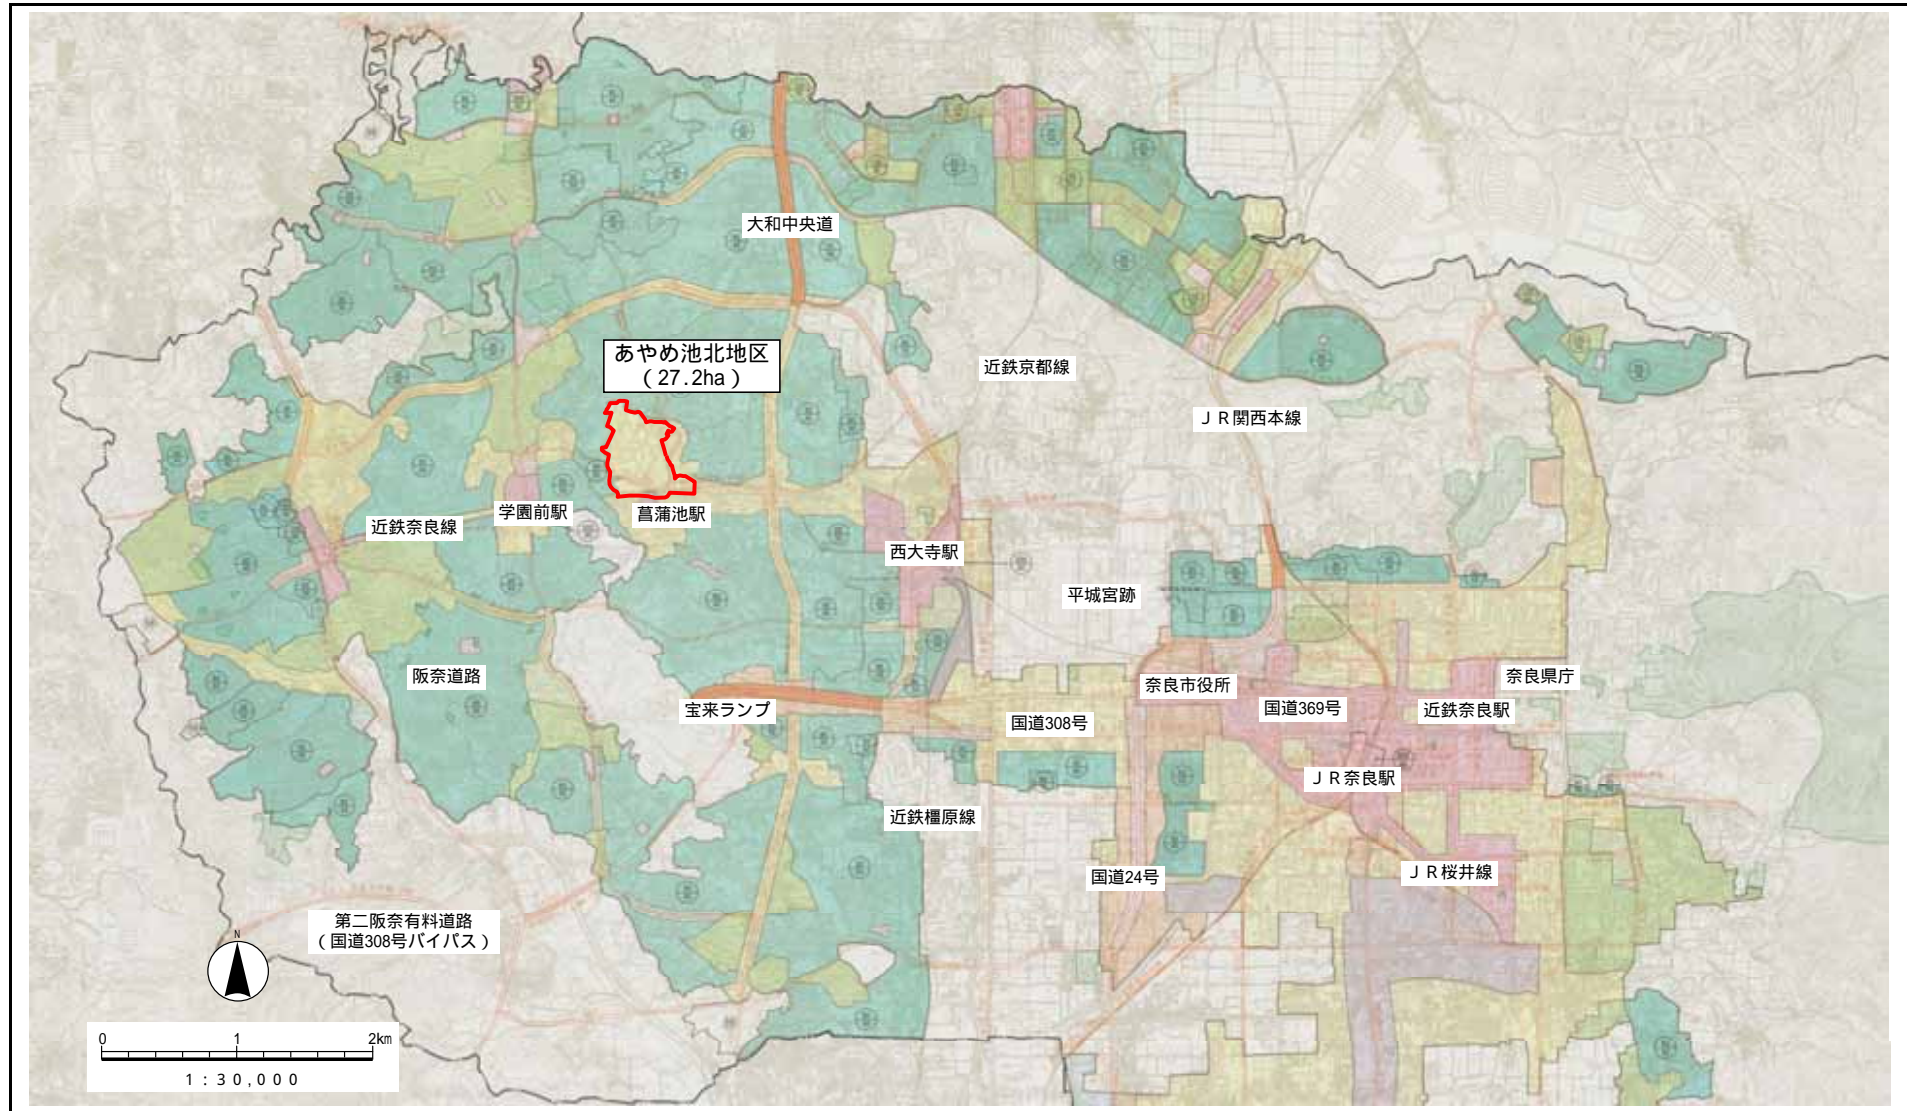 大和中央道
あやめ池北地区
（27.2ha）
近鉄京都線
ＪＲ関西本線
学園前駅
菖蒲池駅
近鉄奈良線
西大寺駅
平城宮跡
阪奈道路
奈良県庁
奈良市役所
宝来ランプ
国道369号
近鉄奈良駅
国道308号
ＪＲ奈良駅
近鉄橿原線
ＪＲ桜井線
国道24号
第二阪奈有料道路
（国道308号バイパス）
N
0 1 2km
1：30,000